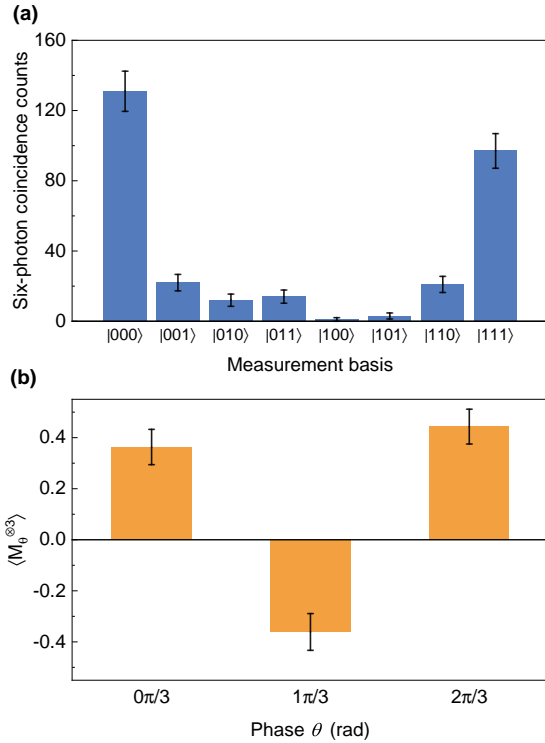 (a)
Six-photon coincidence counts
160
120
80
40
0
|000⟩ |001⟩ |010⟩ |011⟩ |100⟩ |101⟩ |110⟩ |111⟩
Measurement basis
(b)
⟨M_θ^⊗3⟩
0.4
0.2
0.0
-0.2
-0.4
0π/3 1π/3 2π/3
Phase θ (rad)